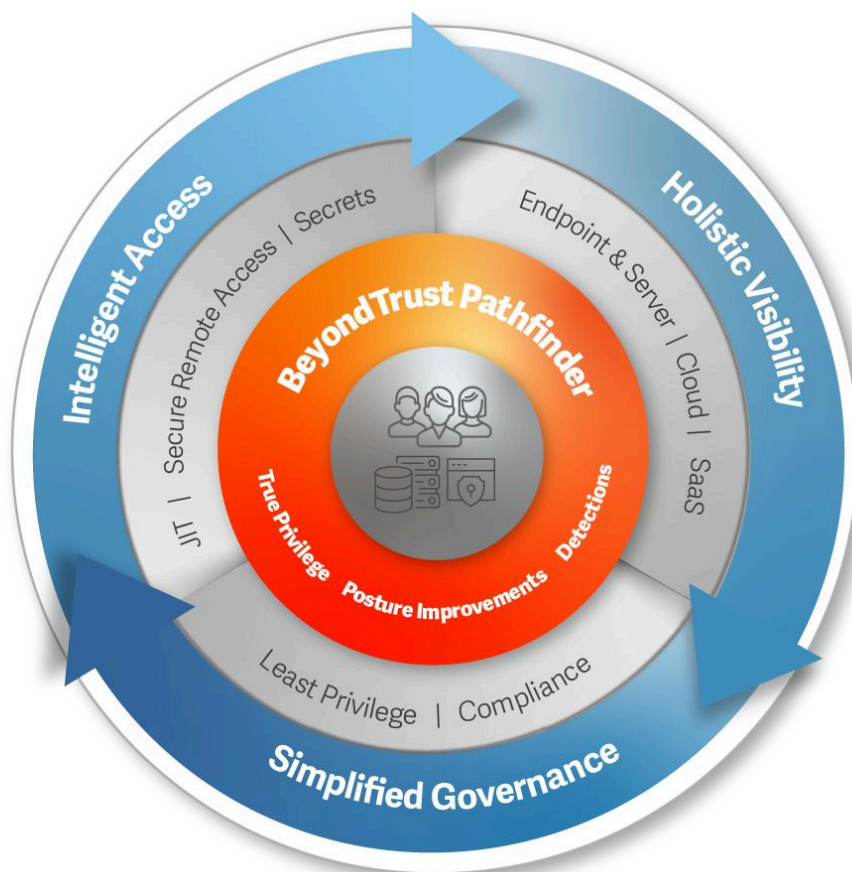 Intelligent Access
Holistic Visibility
Simplified Governance
JIT | Secure Remote Access | Secrets
Endpoint & Server | Cloud | SaaS
Least Privilege | Compliance
BeyondTrust Pathfinder
True Privilege
Posture Improvements
Detections